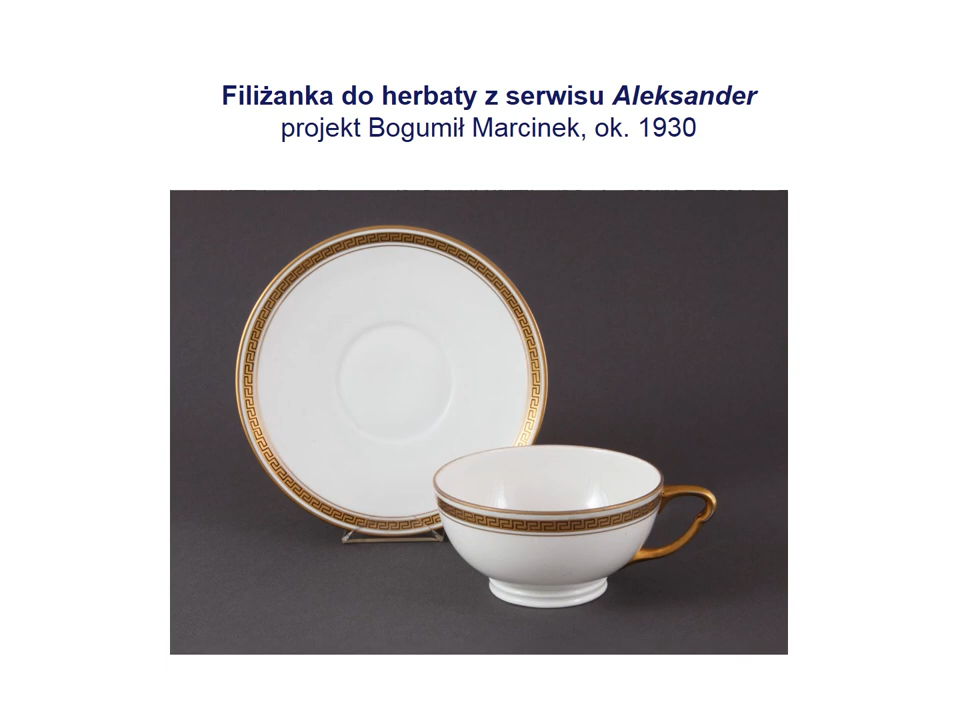 Filiżanka do herbaty z serwisu Aleksander
projekt Bogumił Marcinek, ok. 1930